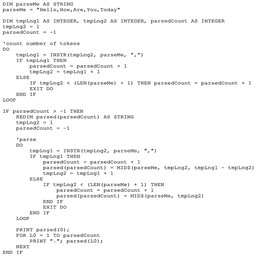 DIM parseMe AS STRING
parseMe = "Hello,How,Are,You,Today"
DIM tmpLng1 AS INTEGER, tmpLng2 AS INTEGER, parsedCount AS INTEGER
tmpLng2 = 1
parsedCount = -1
'count number of tokens
DO
tmpLng1 = INSTR(tmpLng2, parseMe, ",")
IF tmpLng1 THEN
parsedCount = parsedCount + 1
tmpLng2 = tmpLng1 + 1
ELSE
IF tmpLng2 < (LEN(parseMe) + 1) THEN parsedCount = parsedCount + 1
EXIT DO
END IF
LOOP
IF parsedCount > -1 THEN
REDIM parsed(parsedCount) AS STRING
tmpLng2 = 1
parsedCount = -1
'parse
DO
tmpLng1 = INSTR(tmpLng2, parseMe, ",")
IF tmpLng1 THEN
parsedCount = parsedCount + 1
parsed(parsedCount) = MID$(parseMe, tmpLng2, tmpLng1 - tmpLng2)
tmpLng2 = tmpLng1 + 1
ELSE
IF tmpLng2 < (LEN(parseMe) + 1) THEN
parsedCount = parsedCount + 1
parsed(parsedCount) = MID$(parseMe, tmpLng2)
END IF
EXIT DO
END IF
LOOP
PRINT parsed(0);
FOR L0 = 1 TO parsedCount
PRINT "."; parsed(L0);
NEXT
END IF